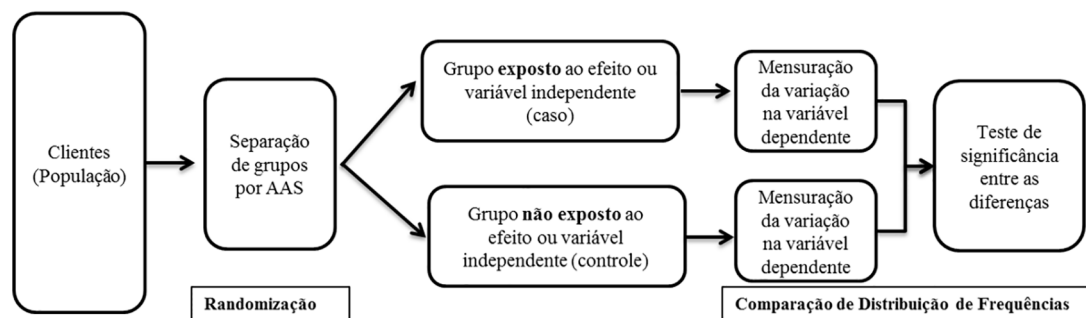 Clientes
(População)
Separação
de grupos
por AAS
Grupo exposto ao efeito ou
variável independente
(caso)
Grupo não exposto ao
efeito ou variável
independente (controle)
Mensuração
da variação
na variável
dependente
Mensuração
da variação
na variável
dependente
Teste de
significância
entre as
diferenças
Randomização
Comparação de Distribuição de Frequências